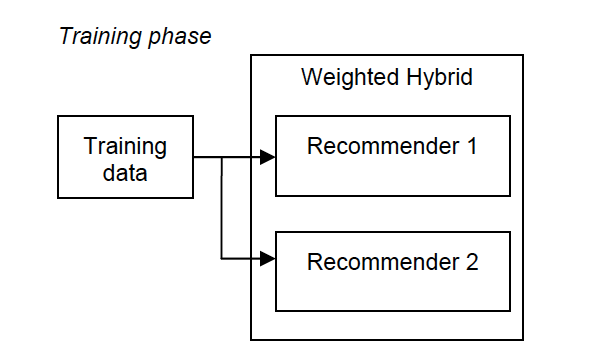 Training phase
Weighted Hybrid
Training
data
Recommender 1
Recommender 2